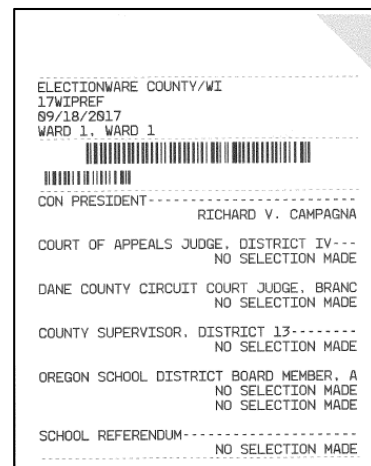 ELECTIONWARE COUNTY/WI
17WIPREF
09/18/2017
WARD 1, WARD 1
CON PRESIDENT-------------------------
RICHARD V. CAMPAGNA
COURT OF APPEALS JUDGE, DISTRICT IV---
NO SELECTION MADE
DANE COUNTY CIRCUIT COURT JUDGE, BRANC
NO SELECTION MADE
COUNTY SUPERVISOR, DISTRICT 13--------
NO SELECTION MADE
OREGON SCHOOL DISTRICT BOARD MEMBER, A
NO SELECTION MADE
NO SELECTION MADE
SCHOOL REFERENDUM---------------------
NO SELECTION MADE